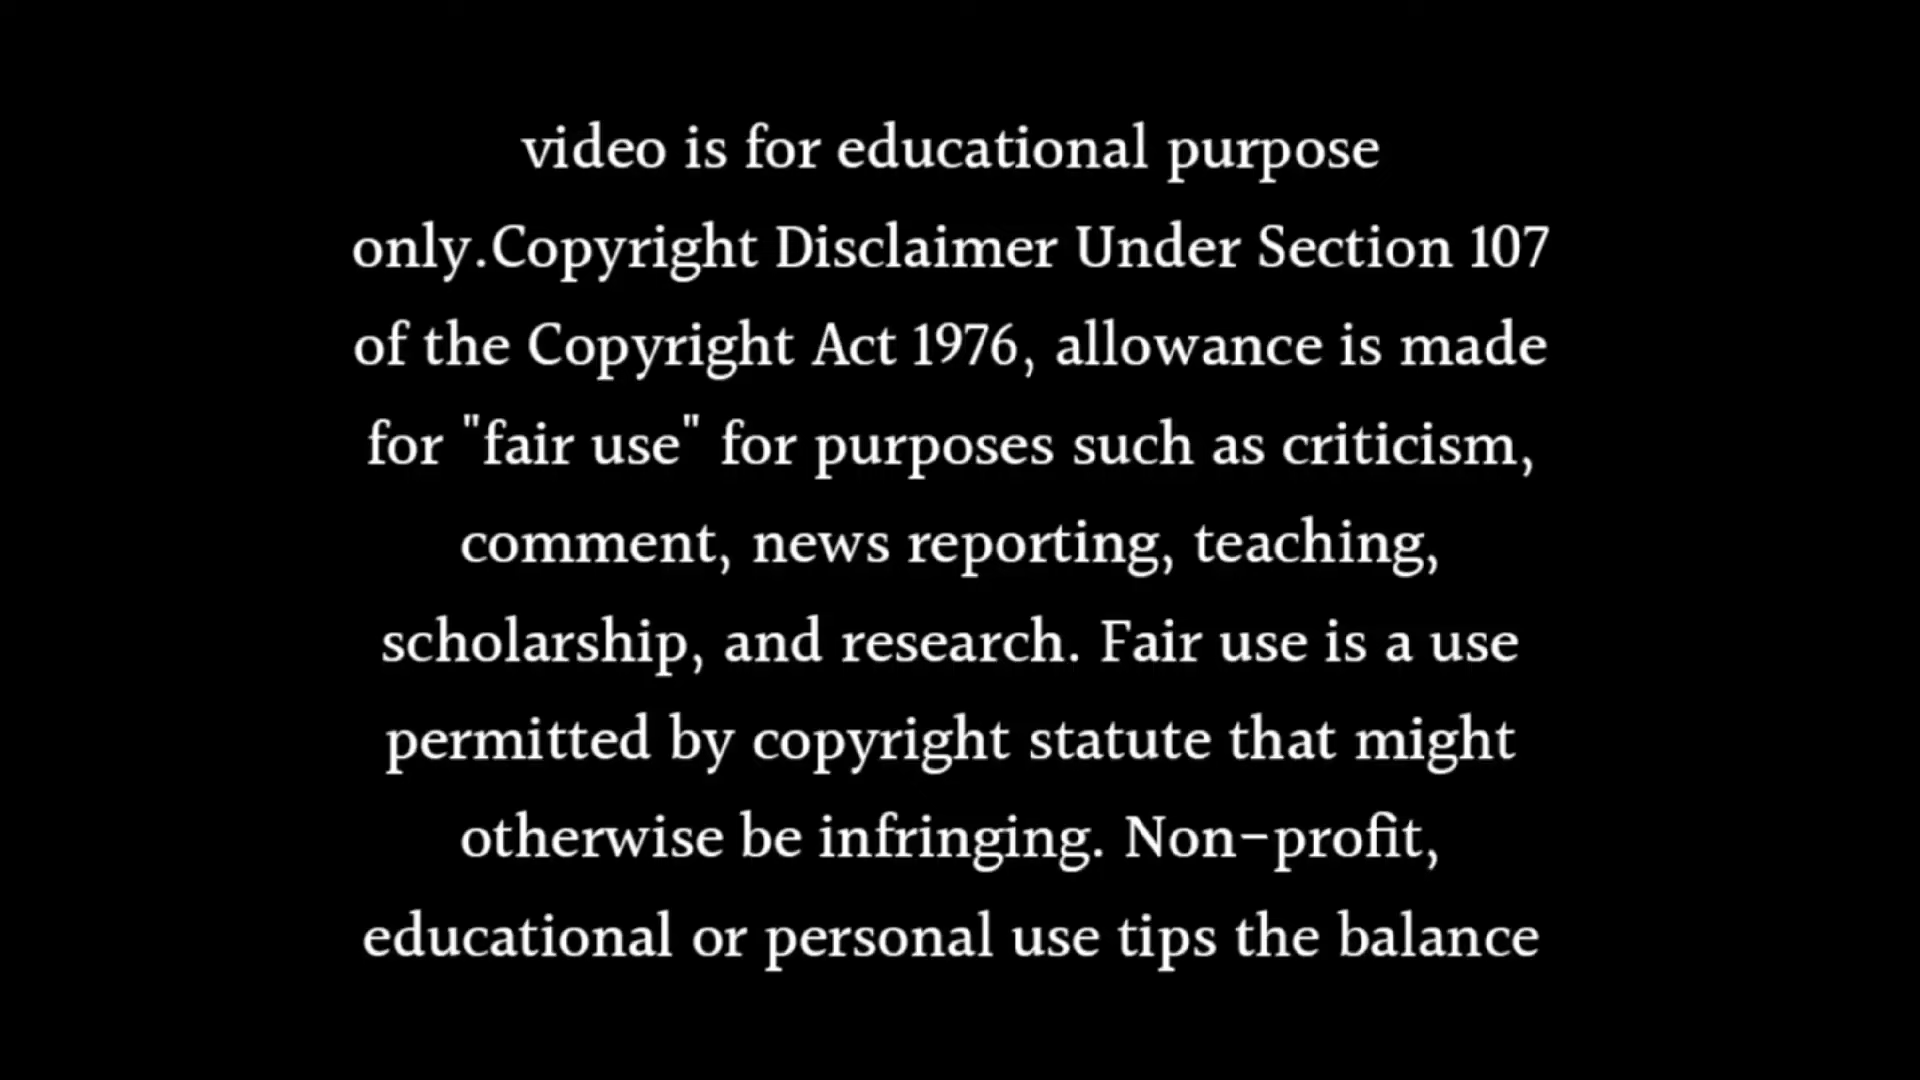 video is for educational purpose
only.Copyright Disclaimer Under Section 107
of the Copyright Act 1976, allowance is made
for "fair use" for purposes such as criticism,
comment, news reporting, teaching,
scholarship, and research. Fair use is a use
permitted by copyright statute that might
otherwise be infringing. Non-profit,
educational or personal use tips the balance